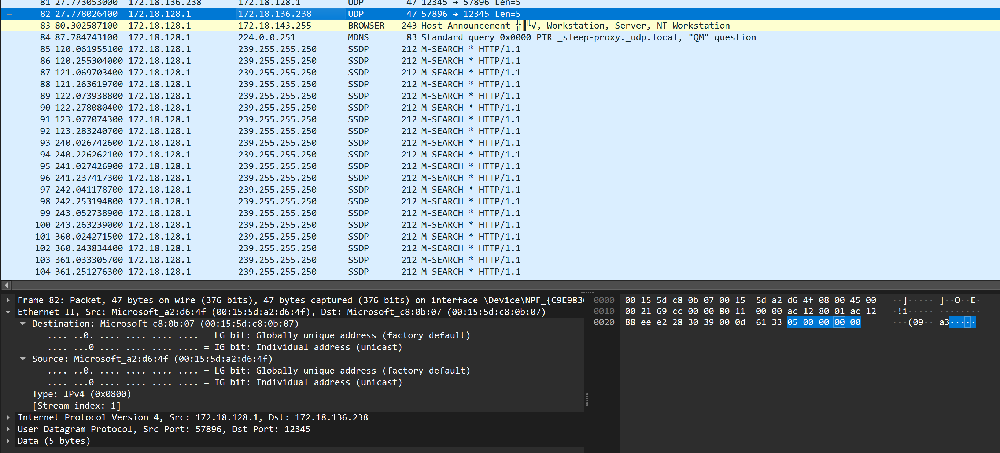 81 27.773053000 172.18.136.238 172.18.128.1 UDP 47 12345 → 57896 Len=5
82 27.778026400 172.18.128.1 172.18.136.238 UDP 47 57896 → 12345 Len=5
83 80.302587100 172.18.128.1 172.18.143.255 BROWSER 243 Host Announcement ╬▐╙√, Workstation, Server, NT Workstation
84 87.784743100 172.18.128.1 224.0.0.251 MDNS 83 Standard query 0x0000 PTR _sleep-proxy._udp.local, "QM" question
85 120.061955100 172.18.128.1 239.255.255.250 SSDP 212 M-SEARCH * HTTP/1.1
86 120.255304000 172.18.128.1 239.255.255.250 SSDP 212 M-SEARCH * HTTP/1.1
87 121.069703400 172.18.128.1 239.255.255.250 SSDP 212 M-SEARCH * HTTP/1.1
88 121.263619700 172.18.128.1 239.255.255.250 SSDP 212 M-SEARCH * HTTP/1.1
89 122.073938800 172.18.128.1 239.255.255.250 SSDP 212 M-SEARCH * HTTP/1.1
90 122.278080400 172.18.128.1 239.255.255.250 SSDP 212 M-SEARCH * HTTP/1.1
91 123.077074300 172.18.128.1 239.255.255.250 SSDP 212 M-SEARCH * HTTP/1.1
92 123.283240700 172.18.128.1 239.255.255.250 SSDP 212 M-SEARCH * HTTP/1.1
93 240.026742600 172.18.128.1 239.255.255.250 SSDP 212 M-SEARCH * HTTP/1.1
94 240.226262100 172.18.128.1 239.255.255.250 SSDP 212 M-SEARCH * HTTP/1.1
95 241.027426900 172.18.128.1 239.255.255.250 SSDP 212 M-SEARCH * HTTP/1.1
96 241.237417300 172.18.128.1 239.255.255.250 SSDP 212 M-SEARCH * HTTP/1.1
97 242.041178700 172.18.128.1 239.255.255.250 SSDP 212 M-SEARCH * HTTP/1.1
98 242.253194800 172.18.128.1 239.255.255.250 SSDP 212 M-SEARCH * HTTP/1.1
99 243.052738900 172.18.128.1 239.255.255.250 SSDP 212 M-SEARCH * HTTP/1.1
100 243.263239000 172.18.128.1 239.255.255.250 SSDP 212 M-SEARCH * HTTP/1.1
101 360.024271500 172.18.128.1 239.255.255.250 SSDP 212 M-SEARCH * HTTP/1.1
102 360.243834400 172.18.128.1 239.255.255.250 SSDP 212 M-SEARCH * HTTP/1.1
103 361.033305700 172.18.128.1 239.255.255.250 SSDP 212 M-SEARCH * HTTP/1.1
104 361.251276300 172.18.128.1 239.255.255.250 SSDP 212 M-SEARCH * HTTP/1.1
Frame 82: Packet, 47 bytes on wire (376 bits), 47 bytes captured (376 bits) on interface \Device\NPF_{C9E983
Ethernet II, Src: Microsoft_a2:d6:4f (00:15:5d:a2:d6:4f), Dst: Microsoft_c8:0b:07 (00:15:5d:c8:0b:07)
Destination: Microsoft_c8:0b:07 (00:15:5d:c8:0b:07)
.... ..0. .... .... .... .... = LG bit: Globally unique address (factory default)
.... ...0 .... .... .... .... = IG bit: Individual address (unicast)
Source: Microsoft_a2:d6:4f (00:15:5d:a2:d6:4f)
.... ..0. .... .... .... .... = LG bit: Globally unique address (factory default)
.... ...0 .... .... .... .... = IG bit: Individual address (unicast)
Type: IPv4 (0x0800)
[Stream index: 1]
Internet Protocol Version 4, Src: 172.18.128.1, Dst: 172.18.136.238
User Datagram Protocol, Src Port: 57896, Dst Port: 12345
Data (5 bytes)
0000 00 15 5d c8 0b 07 00 15 5d a2 d6 4f 08 00 45 00 ··]····· ]··O··E·
0010 00 21 69 cc 00 00 80 11 00 00 ac 12 80 01 ac 12 ·!i····· ········
0020 88 ee e2 28 30 39 00 0d 61 33 05 00 00 00 00 ···(09·· a3·····